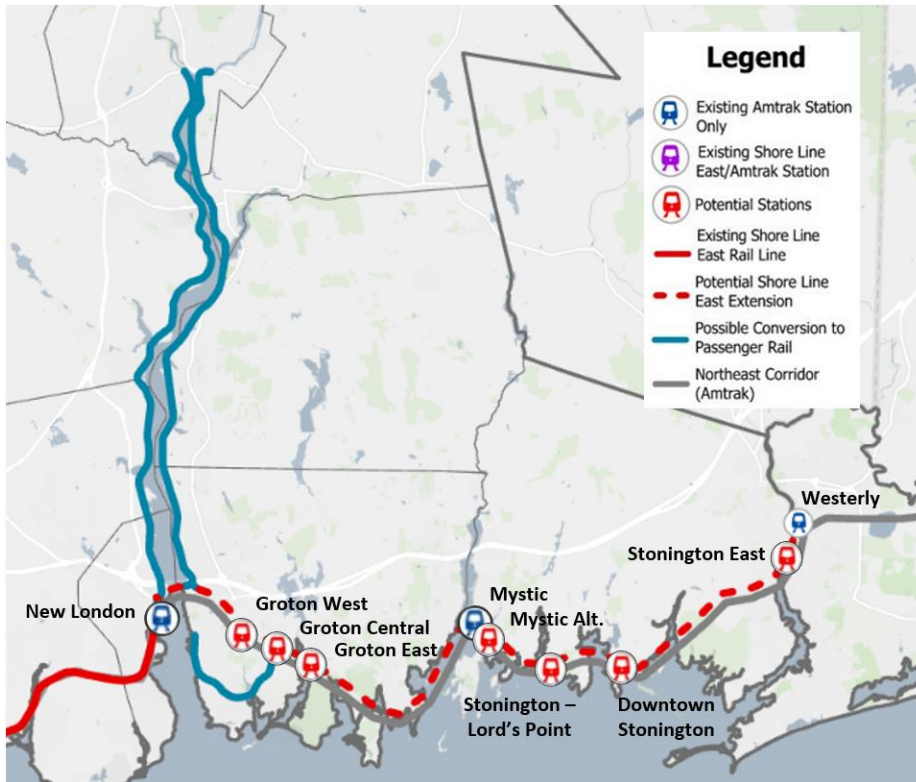 Legend
Existing Amtrak Station
Only
Existing Shore Line
East/Amtrak Station
Potential Stations
Existing Shore Line
East Rail Line
Potential Shore Line
East Extension
Possible Conversion to
Passenger Rail
Northeast Corridor
(Amtrak)
Westerly
Stonington East
Mystic
Mystic Alt.
New London
Groton West
Groton Central
Groton East
Stonington –
Lord's Point
Downtown
Stonington